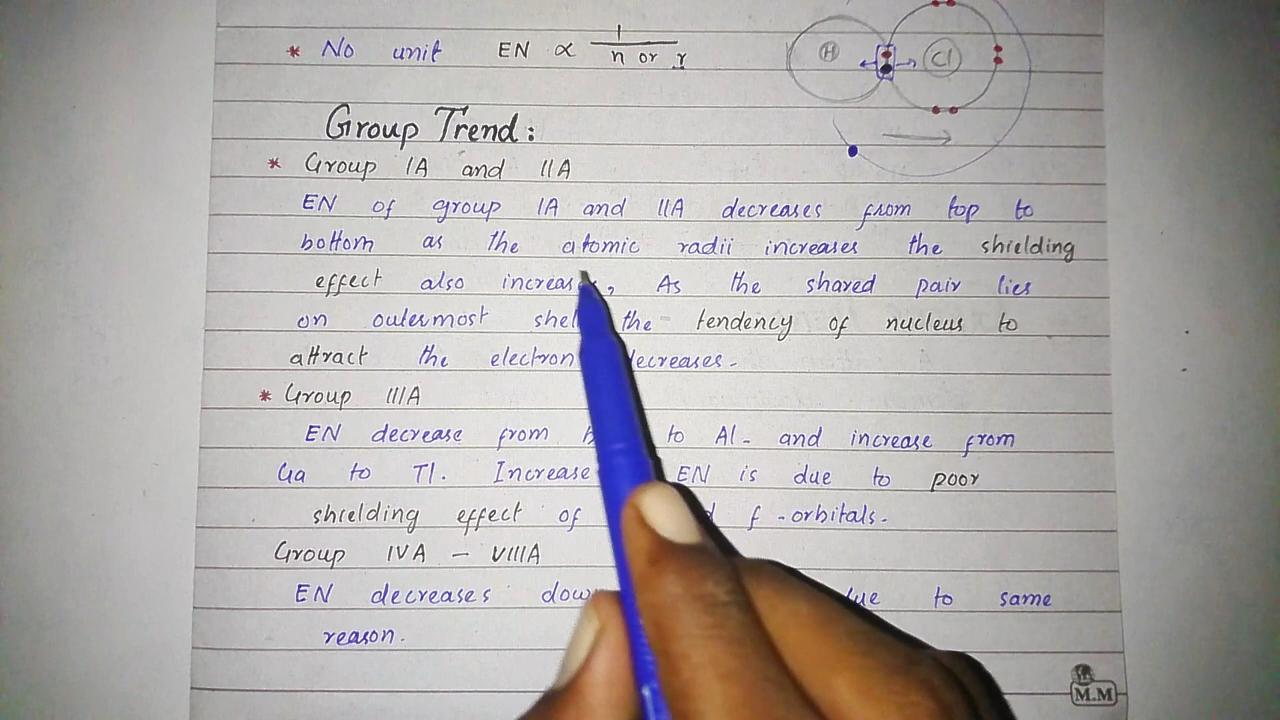 * No unit EN ∝ 1 / n or r
H Cl
Group Trend:
* Group IA and IIA
EN of group IA and IIA decreases from top to
bottom as the atomic radii increases the shielding
effect also increas , As the shared pair lies
on outermost shel the tendency of nucleus to
attract the electron decreases.
* Group IIIA
EN decrease from to Al. and increase from
Ga to Tl. Increase EN is due to poor
shielding effect of f-orbitals.
Group IVA - VIIIA
EN decreases to same
reason.
M.M